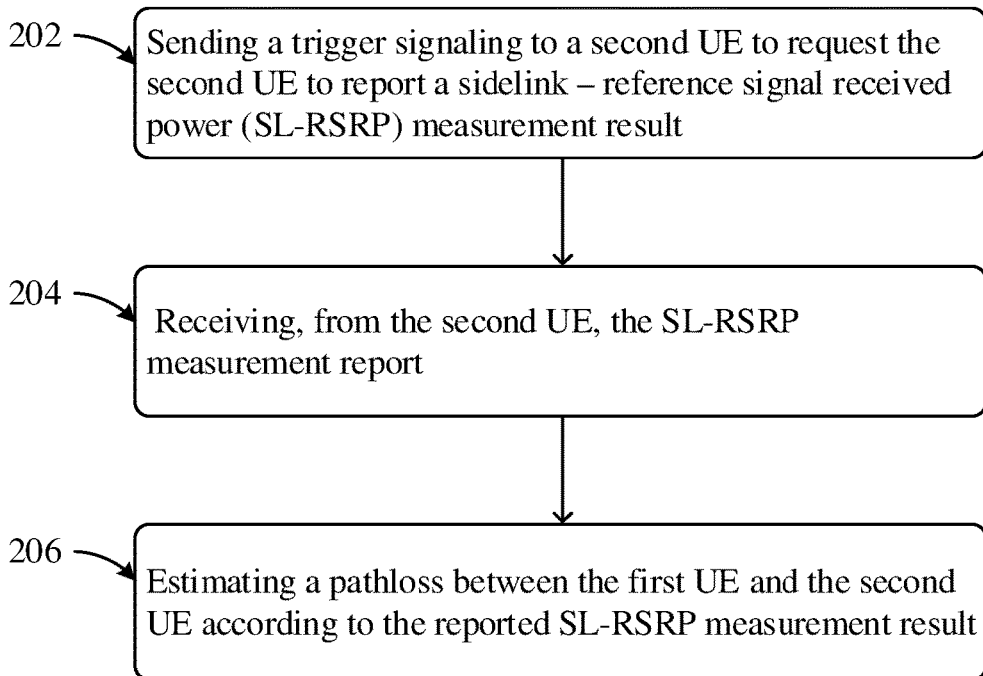 202
Sending a trigger signaling to a second UE to request the
second UE to report a sidelink – reference signal received
power (SL-RSRP) measurement result
204
Receiving, from the second UE, the SL-RSRP
measurement report
206
Estimating a pathloss between the first UE and the second
UE according to the reported SL-RSRP measurement result